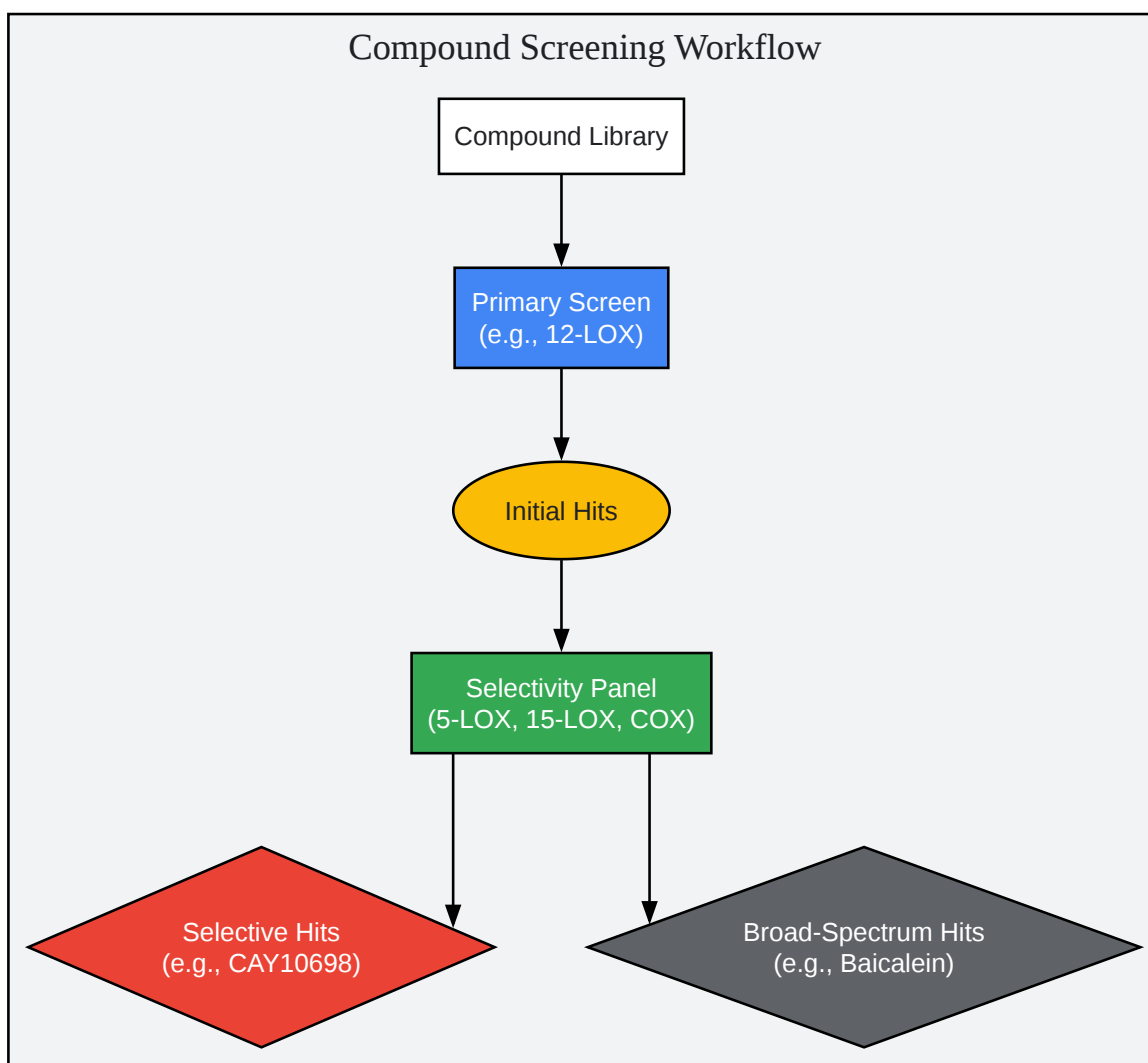 Compound Screening Workflow
Compound Library
Primary Screen
(e.g., 12-LOX)
Initial Hits
Selectivity Panel
(5-LOX, 15-LOX, COX)
Selective Hits
(e.g., CAY10698)
Broad-Spectrum Hits
(e.g., Baicalein)